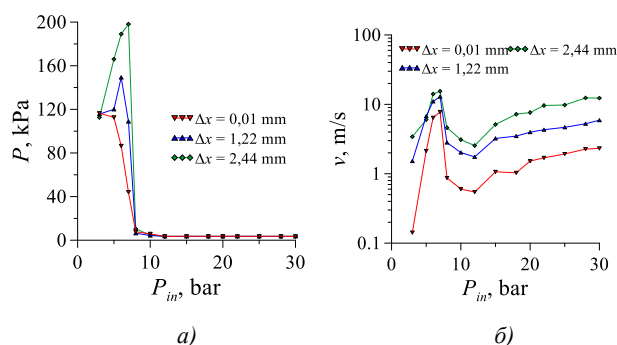 a)
200
160
120
80
40
0
P, kPa
Δx = 0,01 mm
Δx = 1,22 mm
Δx = 2,44 mm
0 10 20 30
P_in, bar
а)
б)
100
10
1
0.1
v, m/s
Δx = 0,01 mm Δx = 2,44 mm
Δx = 1,22 mm
0 10 20 30
P_in, bar
б)